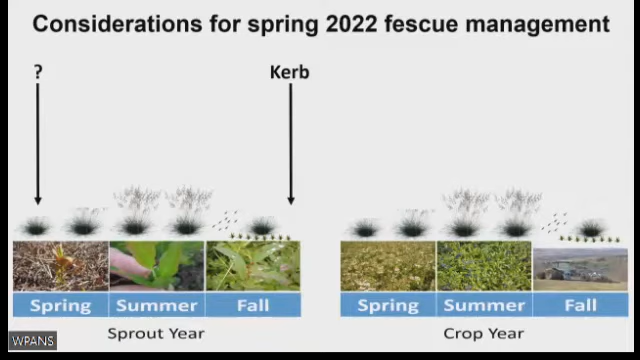 Considerations for spring 2022 fescue management
?
Kerb
Spring Summer Fall
Spring Summer Fall
Sprout Year
Crop Year
WPANS